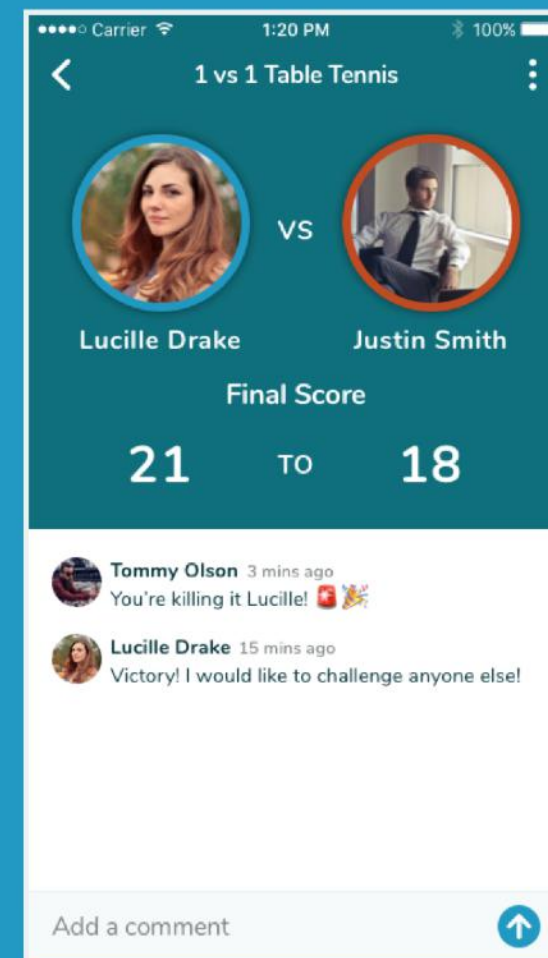 Carrier 1:20 PM 100%
1 vs 1 Table Tennis
VS
Lucille Drake Justin Smith
Final Score
21 TO 18
Tommy Olson 3 mins ago
You're killing it Lucille! 🚨 🎉
Lucille Drake 15 mins ago
Victory! I would like to challenge anyone else!
Add a comment